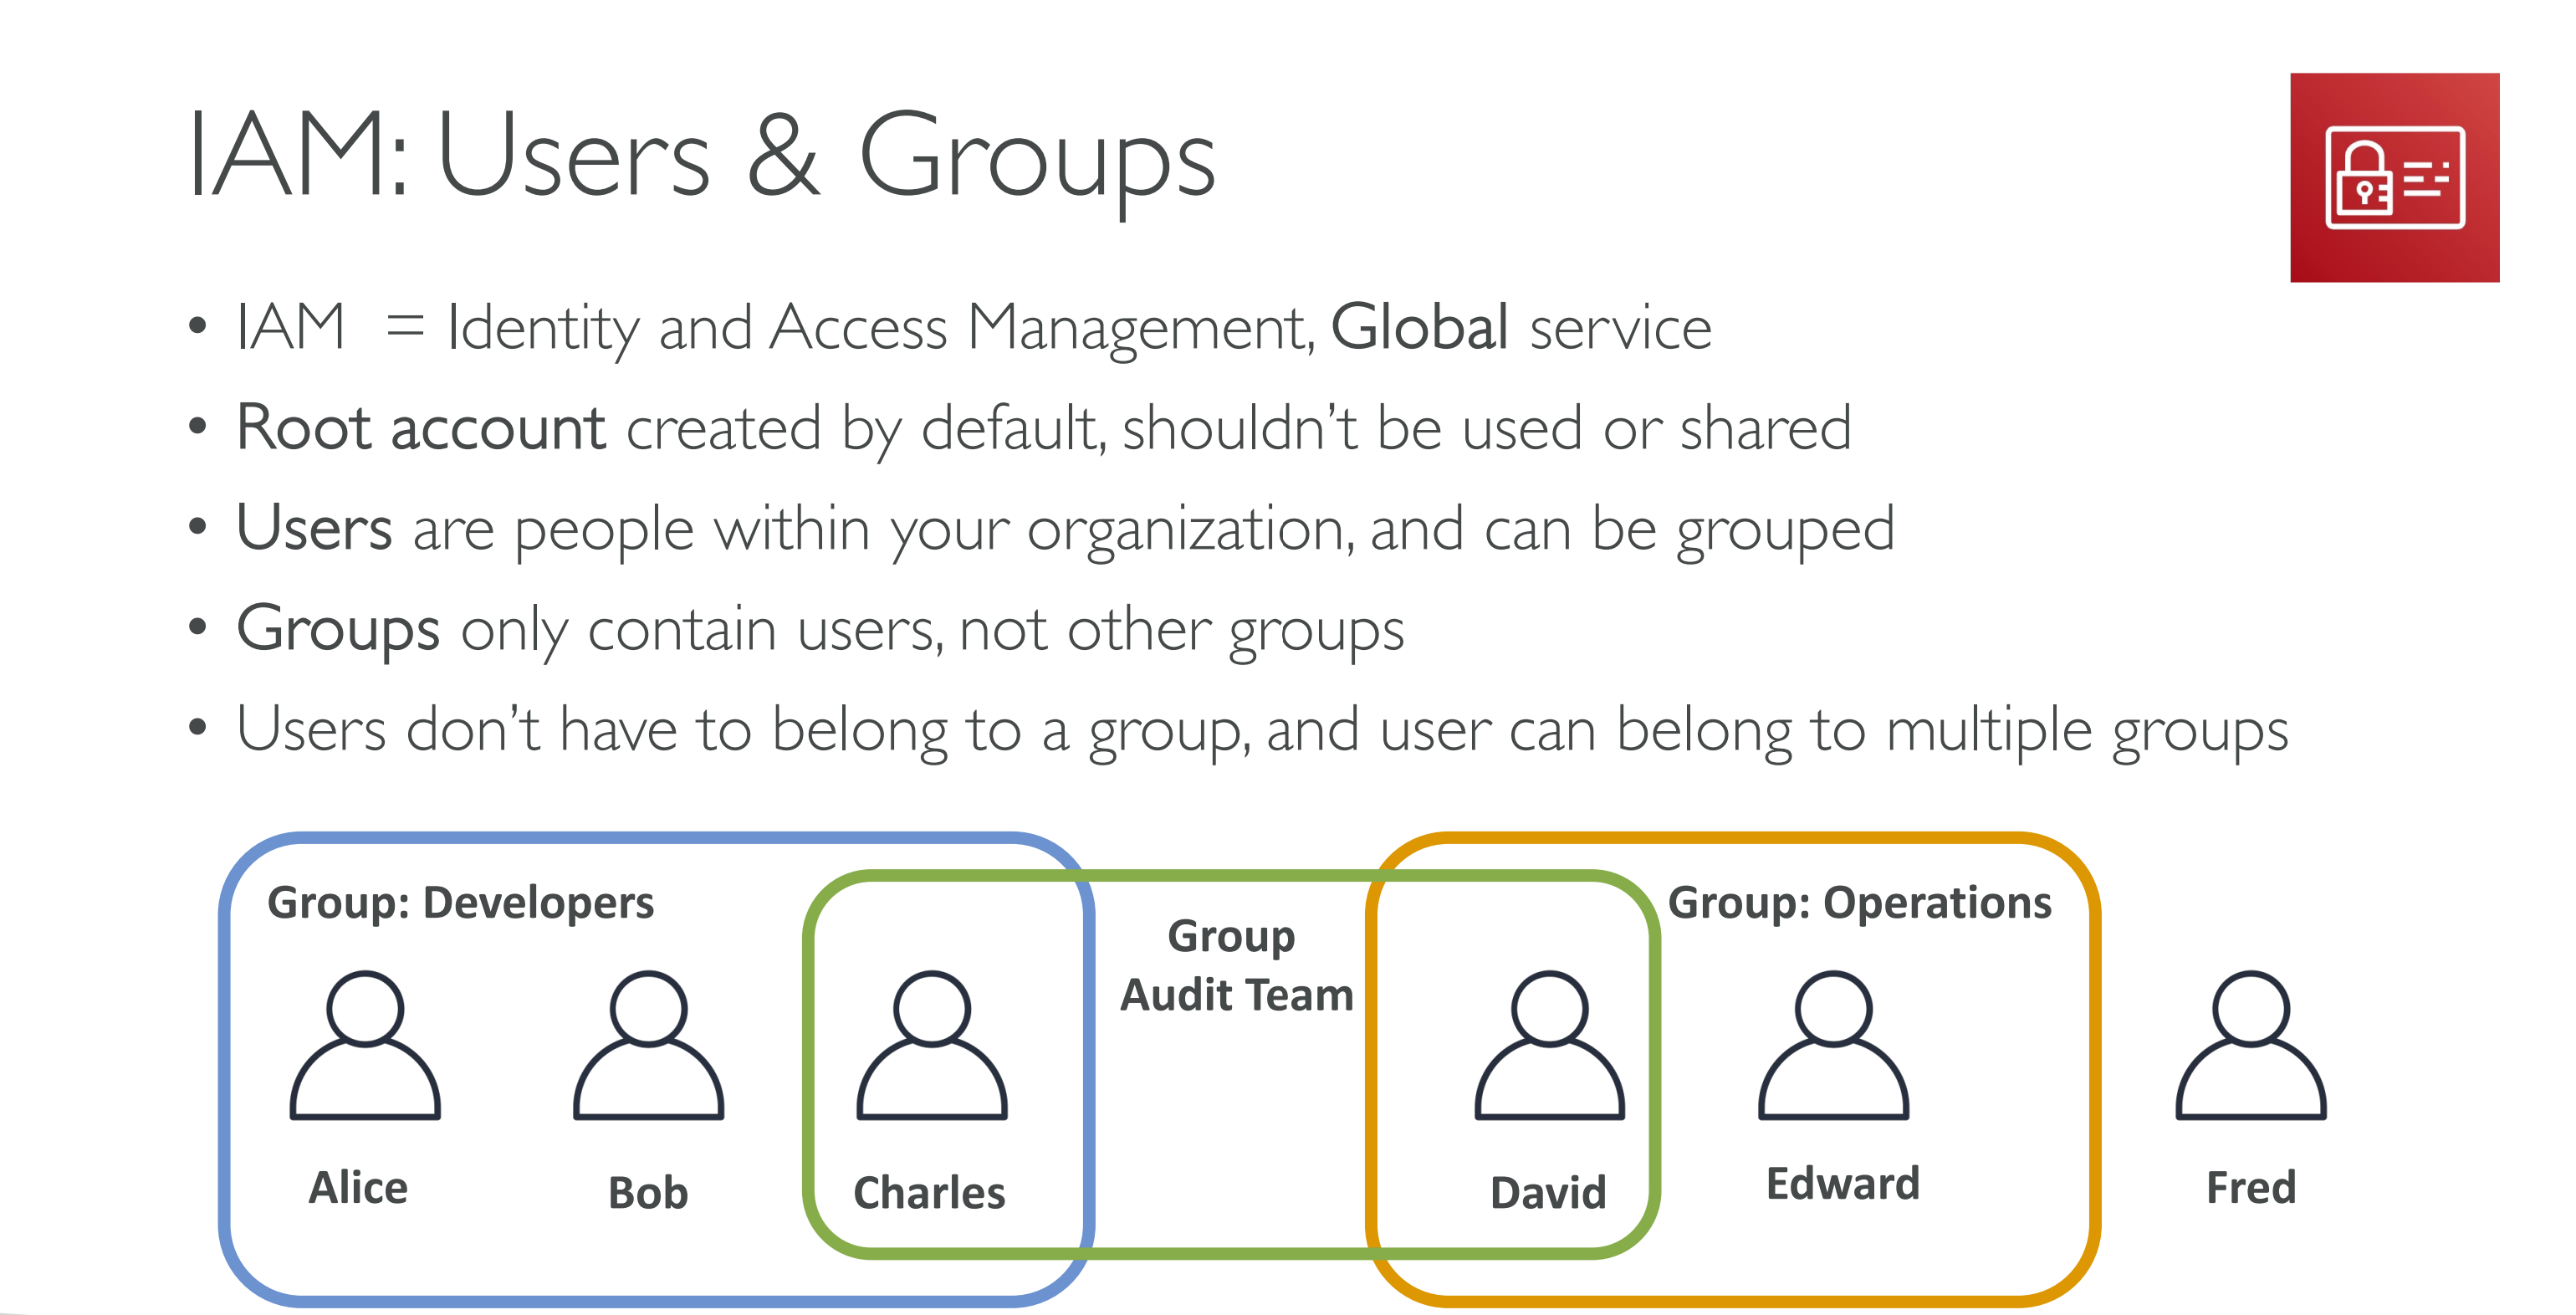 IAM: Users & Groups
• IAM = Identity and Access Management, Global service
• Root account created by default, shouldn't be used or shared
• Users are people within your organization, and can be grouped
• Groups only contain users, not other groups
• Users don't have to belong to a group, and user can belong to multiple groups
Group: Developers
Group
Audit Team
Group: Operations
Alice
Bob
Charles
David
Edward
Fred